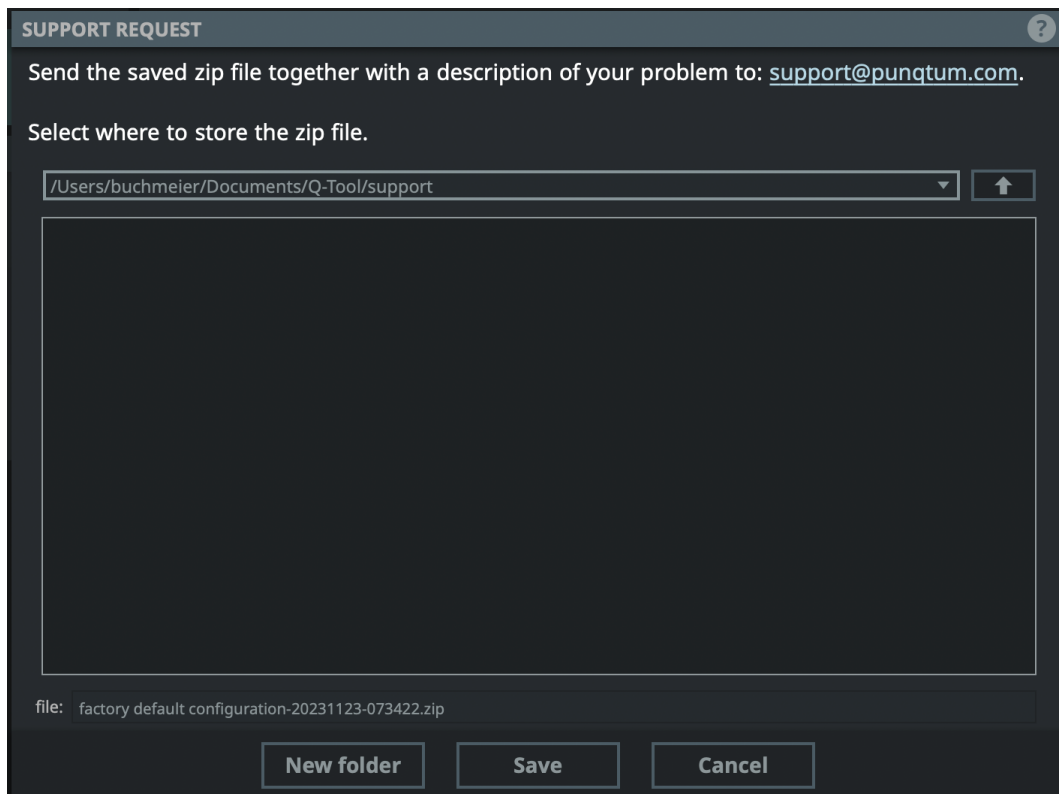 SUPPORT REQUEST
?
Send the saved zip file together with a description of your problem to: support@punqtum.com.
Select where to store the zip file.
/Users/buchmeier/Documents/Q-Tool/support
file: factory default configuration-20231123-073422.zip
New folder Save Cancel